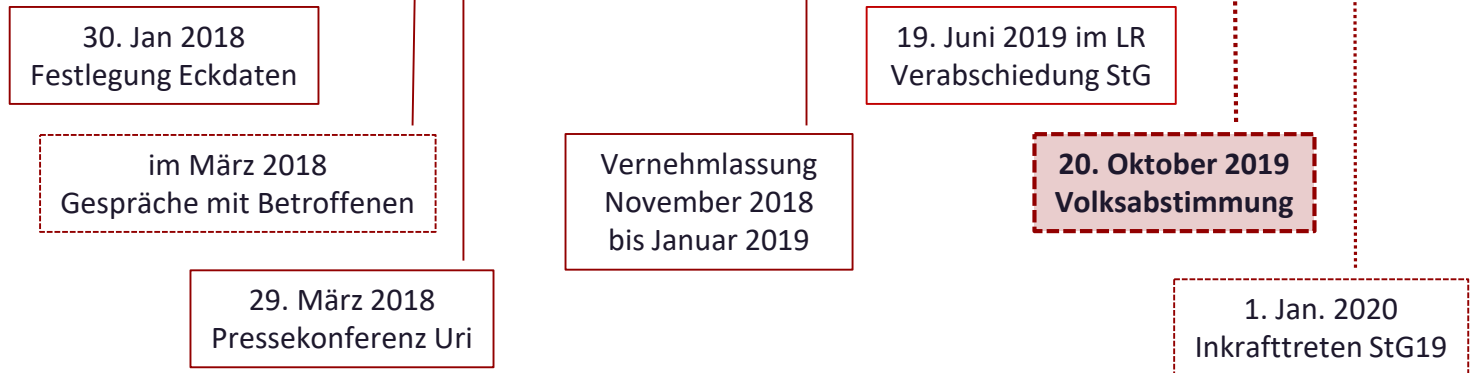 30. Jan 2018
Festlegung Eckdaten
im März 2018
Gespräche mit Betroffenen
29. März 2018
Pressekonferenz Uri
Vernehmlassung
November 2018
bis Januar 2019
19. Juni 2019 im LR
Verabschiedung StG
20. Oktober 2019
Volksabstimmung
1. Jan. 2020
Inkrafttreten StG19